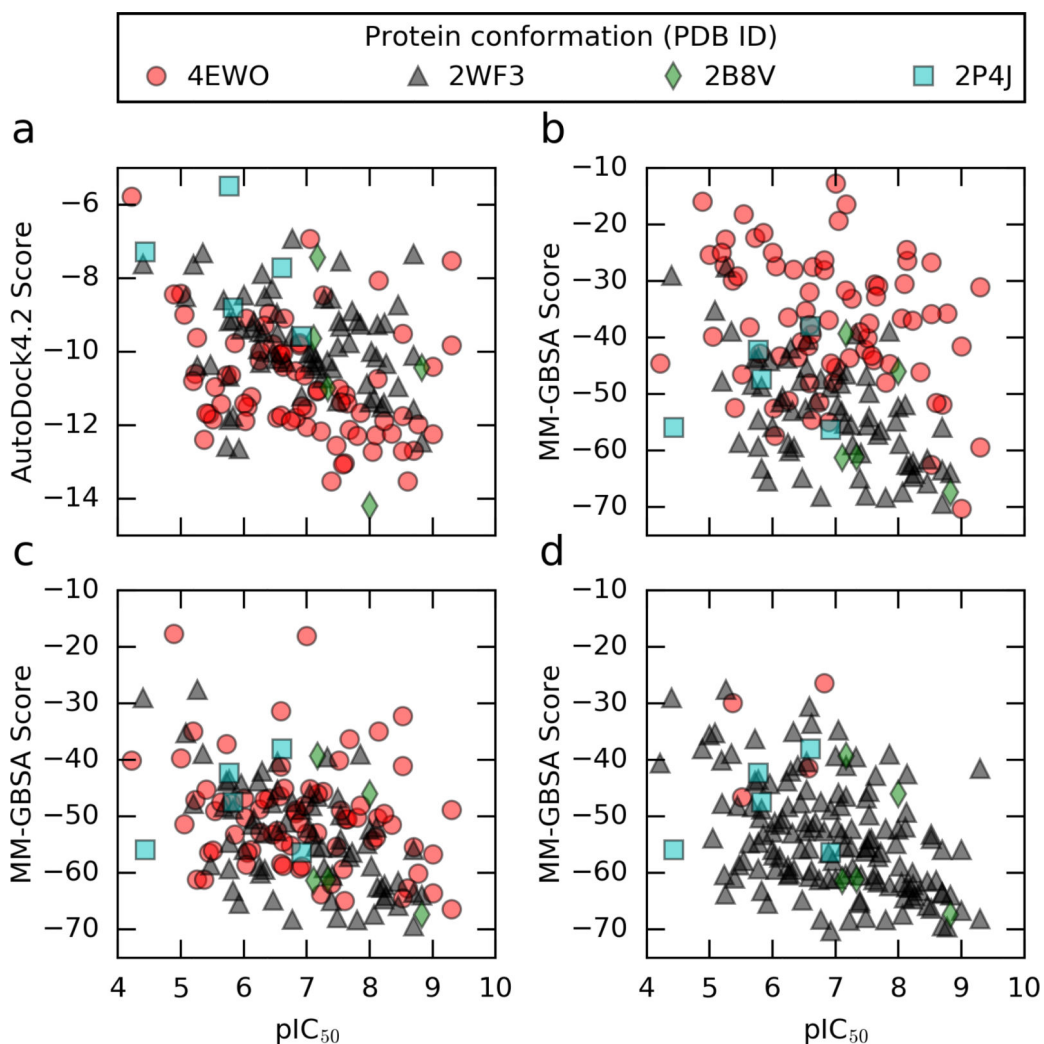 Protein conformation (PDB ID)
4EWO 2WF3 2B8V 2P4J
a b
−6
−8
−10
−12
−14
AutoDock4.2 Score
−10
−20
−30
−40
−50
−60
−70
MM-GBSA Score
c d
−10
−20
−30
−40
−50
−60
−70
MM-GBSA Score
4 5 6 7 8 9 10
pIC50
−10
−20
−30
−40
−50
−60
−70
MM-GBSA Score
4 5 6 7 8 9 10
pIC50